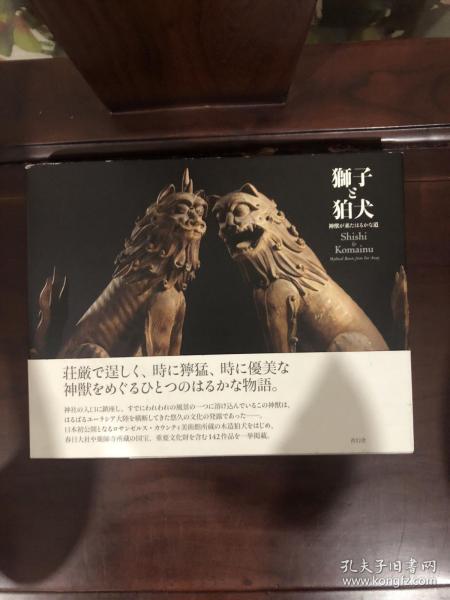 獅子
と
狛犬
神獣が来たはるかな道
Shishi
&
Komainu
Mythical Beasts from Far Away
荘厳で逞しく、時に獰猛、時に優美な
神獣をめぐるひとつのはるかな物語。
神社の入口に鎮座し、すでにわれわれの風景の一つに溶け込んでいるこの神獣は、
はるばるユーラシア大陸を横断してきた悠久の文化の発露であった――。
日本初公開となるロサンゼルス・カウンティ美術館所蔵の木造狛犬をはじめ、
春日大社や薬師寺所蔵の国宝、重要文化財を含む142作品を一挙掲載。
青幻舎
孔夫子旧书网
www.kongfz.com